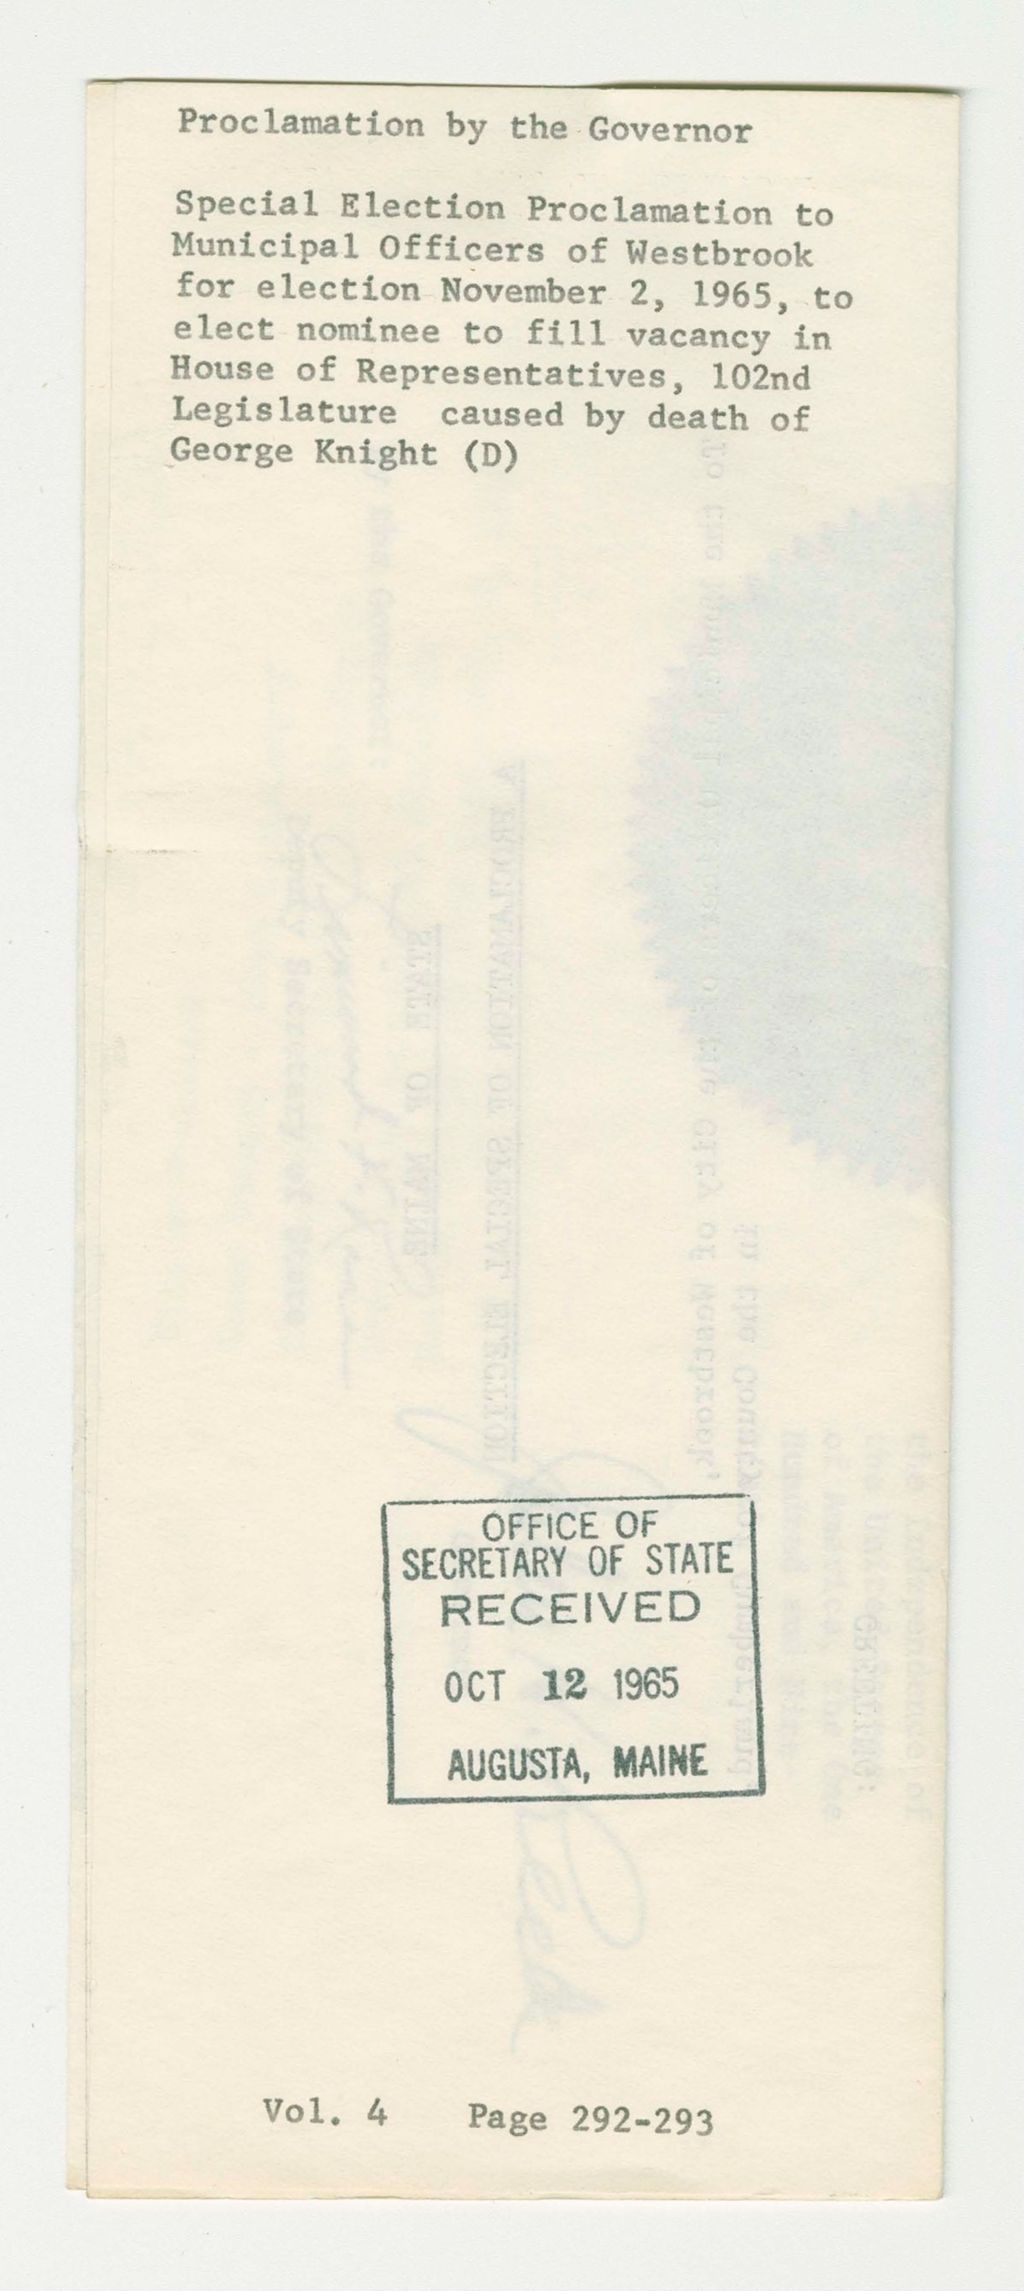 Proclamation by the Governor
Special Election Proclamation to
Municipal Officers of Westbrook
for election November 2, 1965, to
elect nominee to fill vacancy in
House of Representatives, 102nd
Legislature caused by death of
George Knight (D)
OFFICE OF
SECRETARY OF STATE
RECEIVED
OCT 12 1965
AUGUSTA, MAINE
Vol. 4 Page 292-293